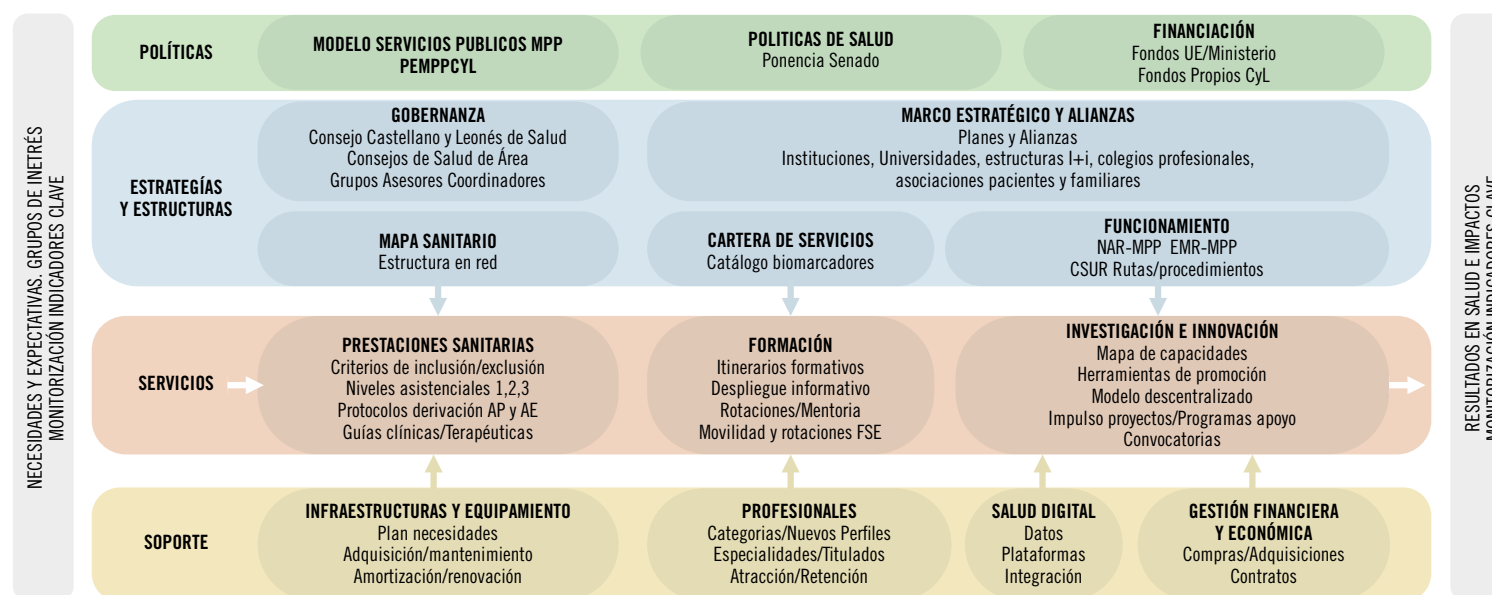 NECESIDADES Y EXPECTATIVAS. GRUPOS DE INETRÉS
MONITORIZACIÓN INDICADORES CLAVE
POLÍTICAS
MODELO SERVICIOS PUBLICOS MPP
PEMPPCYL
POLITICAS DE SALUD
Ponencia Senado
FINANCIACIÓN
Fondos UE/Ministerio
Fondos Propios CyL
ESTRATEGÍAS
Y ESTRUCTURAS
GOBERNANZA
Consejo Castellano y Leonés de Salud
Consejos de Salud de Área
Grupos Asesores Coordinadores
MARCO ESTRATÉGICO Y ALIANZAS
Planes y Alianzas
Instituciones, Universidades, estructuras I+i, colegios profesionales,
asociaciones pacientes y familiares
MAPA SANITARIO
Estructura en red
CARTERA DE SERVICIOS
Catálogo biomarcadores
FUNCIONAMIENTO
NAR-MPP EMR-MPP
CSUR Rutas/procedimientos
SERVICIOS
PRESTACIONES SANITARIAS
Criterios de inclusión/exclusión
Niveles asistenciales 1,2,3
Protocolos derivación AP y AE
Guías clínicas/Terapéuticas
FORMACIÓN
Itinerarios formativos
Despliegue informativo
Rotaciones/Mentoria
Movilidad y rotaciones FSE
INVESTIGACIÓN E INNOVACIÓN
Mapa de capacidades
Herramientas de promoción
Modelo descentralizado
Impulso proyectos/Programas apoyo
Convocatorias
SOPORTE
INFRAESTRUCTURAS Y EQUIPAMIENTO
Plan necesidades
Adquisición/mantenimiento
Amortización/renovación
PROFESIONALES
Categorias/Nuevos Perfiles
Especialidades/Titulados
Atracción/Retención
SALUD DIGITAL
Datos
Plataformas
Integración
GESTIÓN FINANCIERA
Y ECONÓMICA
Compras/Adquisiciones
Contratos
RESULTADOS EN SALUD E IMPACTOS
MONITORIZACIÓN INDICADORES CLAVE